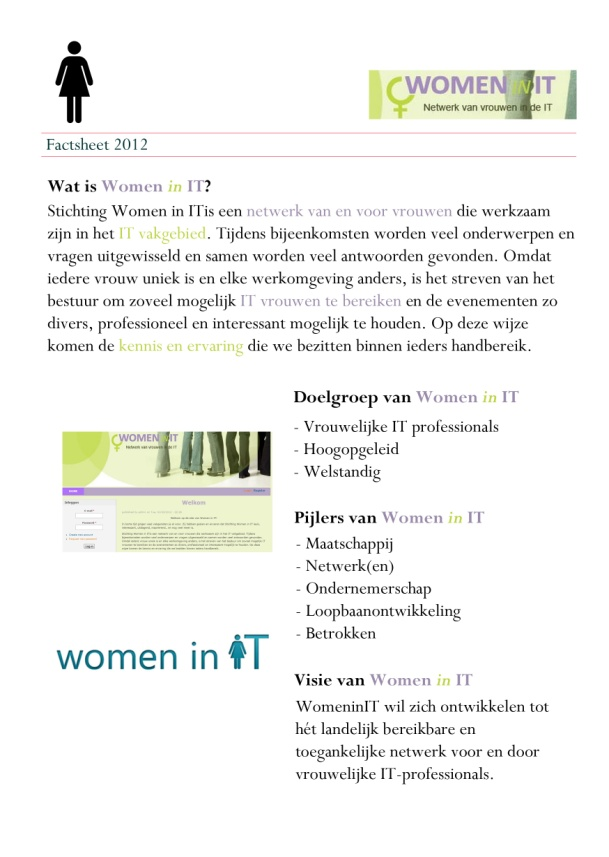 WOMEN IN IT
Netwerk van vrouwen in de IT
Factsheet 2012
Wat is Women in IT?
Stichting Women in ITis een netwerk van en voor vrouwen die werkzaam
zijn in het IT vakgebied. Tijdens bijeenkomsten worden veel onderwerpen en
vragen uitgewisseld en samen worden veel antwoorden gevonden. Omdat
iedere vrouw uniek is en elke werkomgeving anders, is het streven van het
bestuur om zoveel mogelijk IT vrouwen te bereiken en de evenementen zo
divers, professioneel en interessant mogelijk te houden. Op deze wijze
komen de kennis en ervaring die we bezitten binnen ieders handbereik.
Doelgroep van Women in IT
- Vrouwelijke IT professionals
- Hoogopgeleid
- Welstandig
WOMEN IN IT
Netwerk van vrouwen in de IT
Welkom
Pijlers van Women in IT
- Maatschappij
- Netwerk(en)
- Ondernemerschap
- Loopbaanontwikkeling
- Betrokken
women in IT
Visie van Women in IT
WomeninIT wil zich ontwikkelen tot
hét landelijk bereikbare en
toegankelijke netwerk voor en door
vrouwelijke IT-professionals.